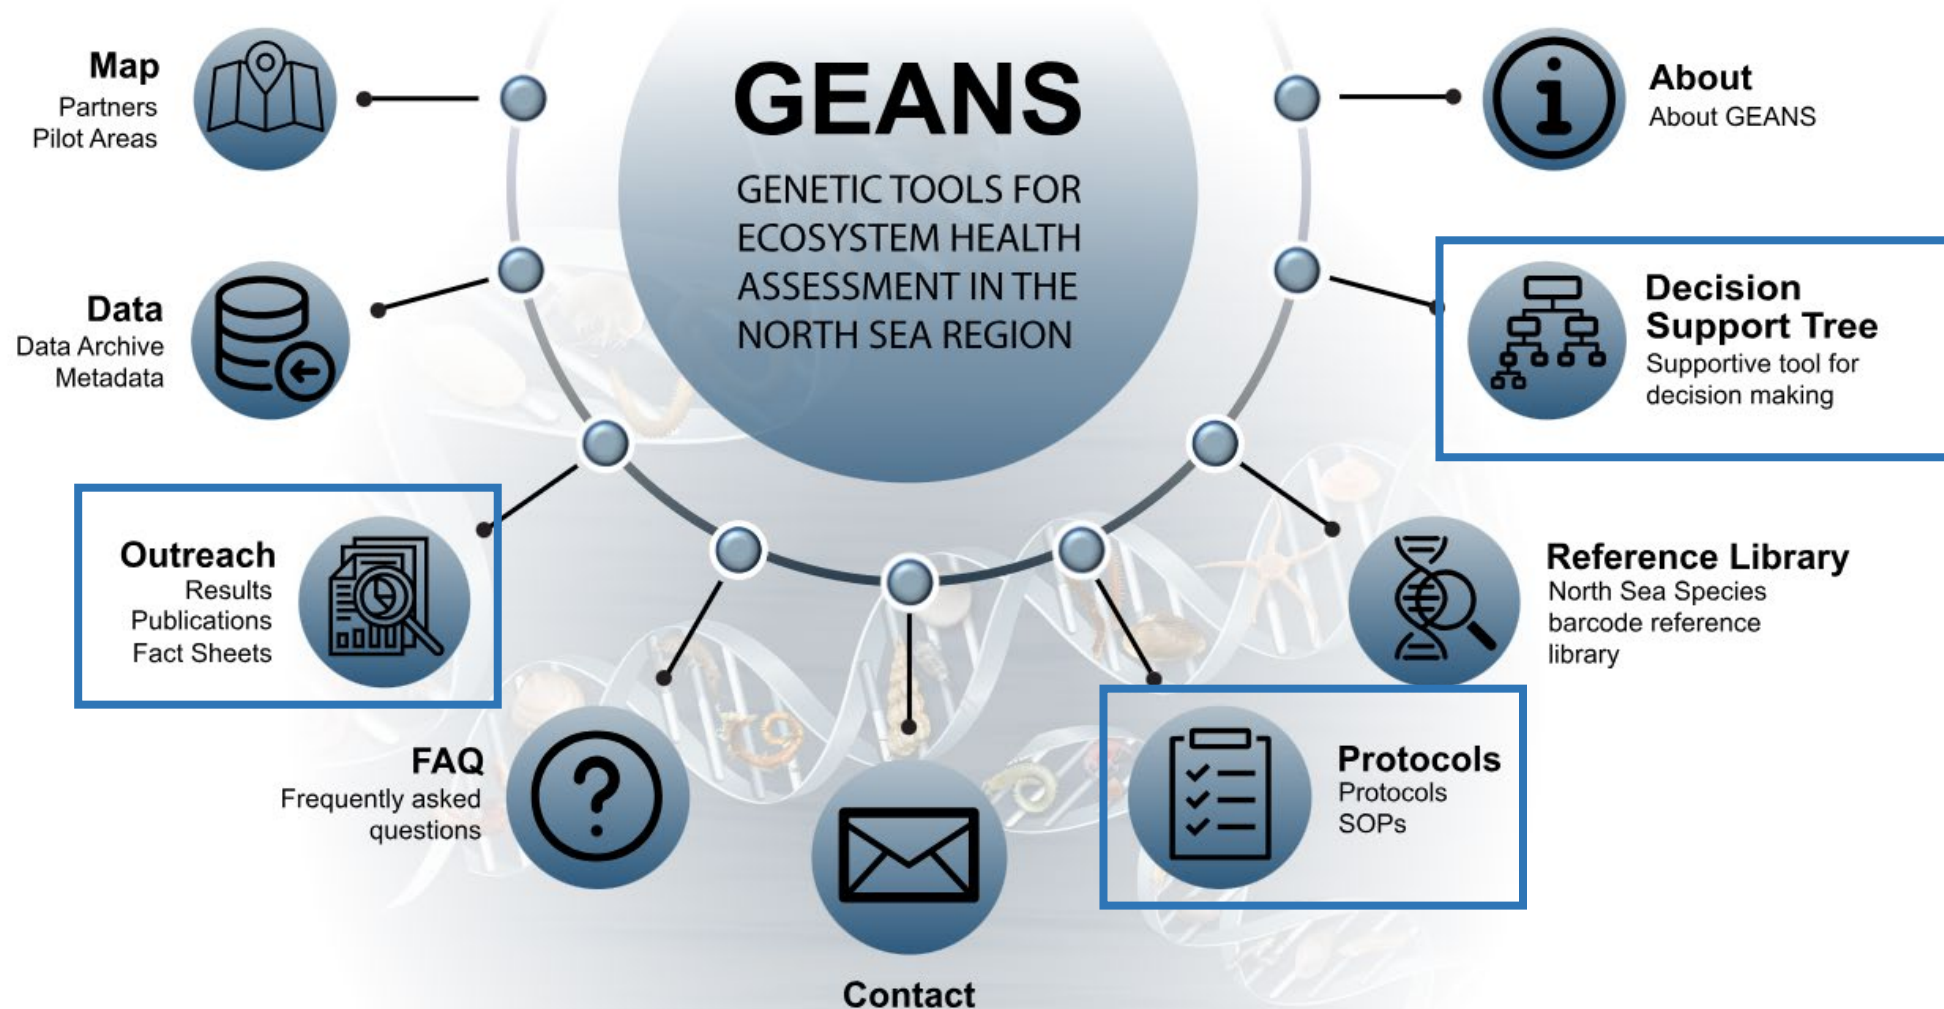 GEANS
GENETIC TOOLS FOR
ECOSYSTEM HEALTH
ASSESSMENT IN THE
NORTH SEA REGION
Map
Partners
Pilot Areas
Data
Data Archive
Metadata
Outreach
Results
Publications
Fact Sheets
FAQ
Frequently asked
questions
Contact
Protocols
Protocols
SOPs
Reference Library
North Sea Species
barcode reference
library
Decision
Support Tree
Supportive tool for
decision making
About
About GEANS